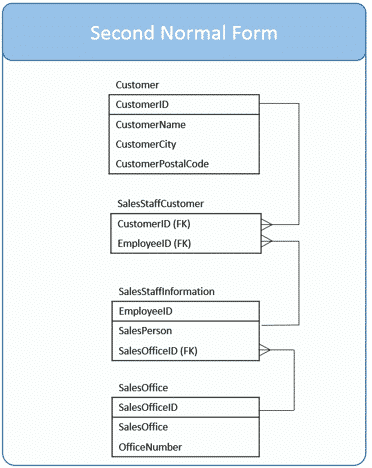 Second Normal Form
Customer
CustomerID
CustomerName
CustomerCity
CustomerPostalCode
SalesStaffCustomer
CustomerID (FK)
EmployeeID (FK)
SalesStaffInformation
EmployeeID
SalesPerson
SalesOfficeID (FK)
SalesOffice
SalesOfficeID
SalesOffice
OfficeNumber